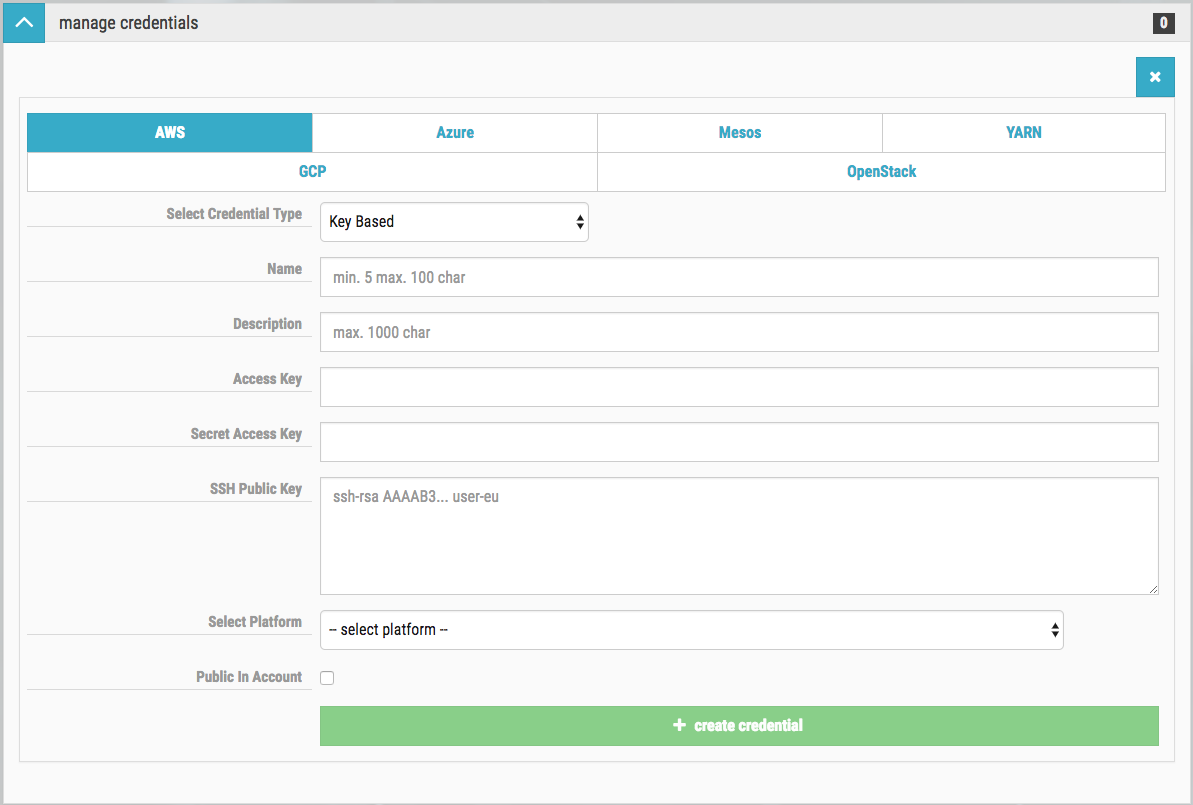 manage credentials
0
AWS
Azure
Mesos
YARN
GCP
OpenStack
Select Credential Type
Key Based
Name
min. 5 max. 100 char
Description
max. 1000 char
Access Key
Secret Access Key
SSH Public Key
ssh-rsa AAAAB3... user-eu
Select Platform
-- select platform --
Public In Account
create credential